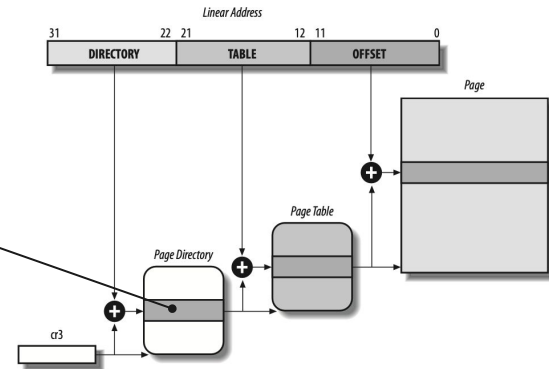 Linear Address
31 22 21 12 11 0
DIRECTORY TABLE OFFSET
Page
+
Page Table
Page Directory
+
+
cr3